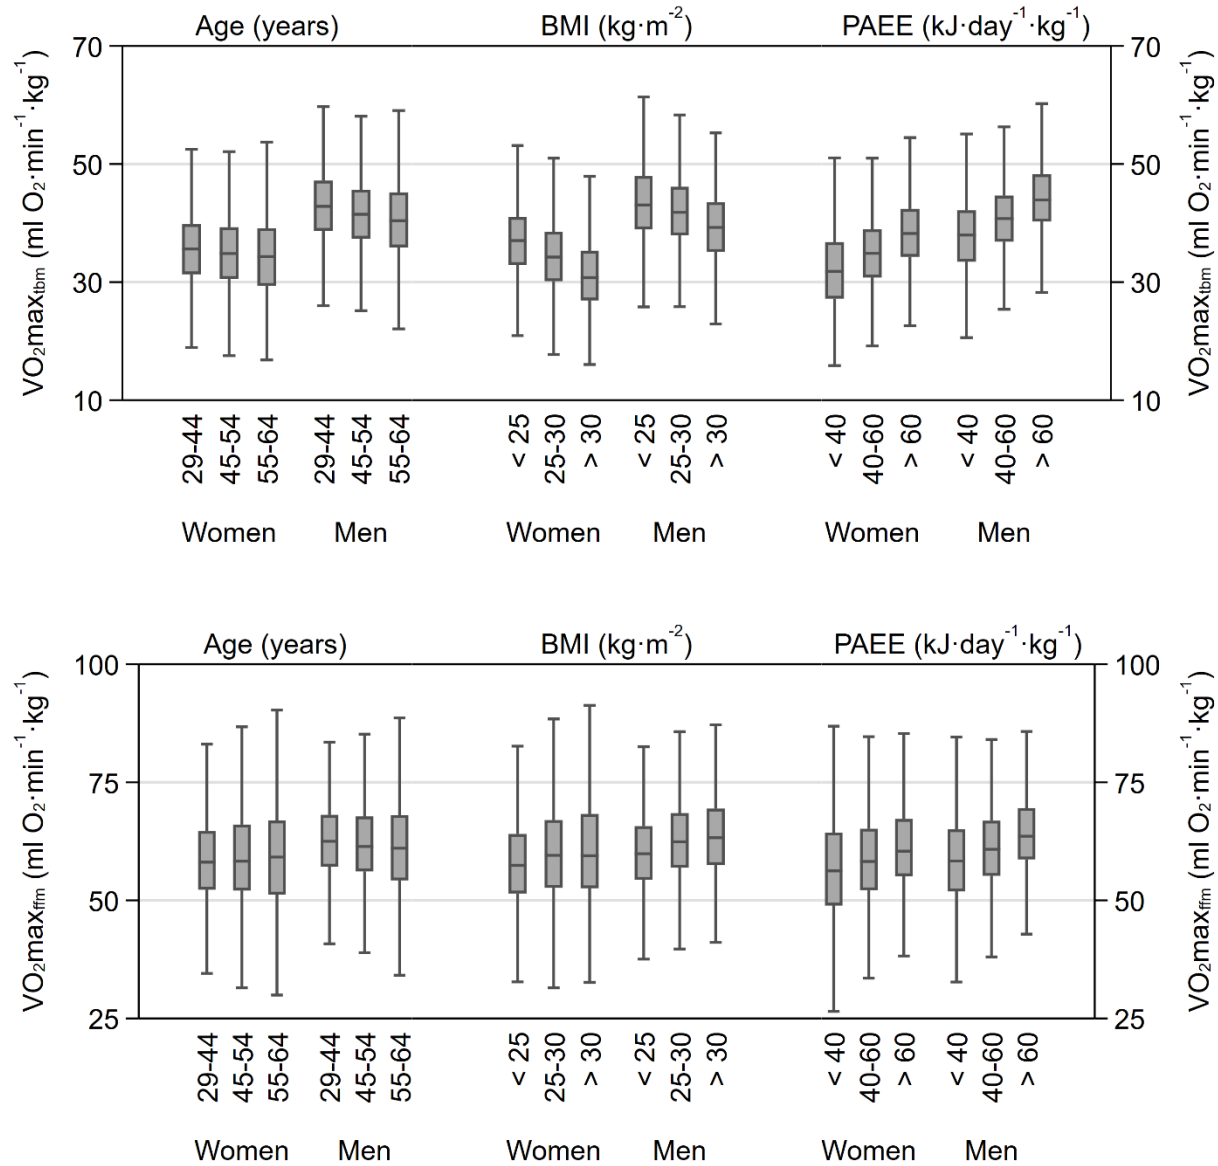 Age (years) BMI (kg·m⁻²) PAEE (kJ·day⁻¹·kg⁻¹)
VO₂max_tbm (ml O₂·min⁻¹·kg⁻¹)
70 70
50 50
30 30
10 10
VO₂max_tbm (ml O₂·min⁻¹·kg⁻¹)
29-44 45-54 55-64 29-44 45-54 55-64 < 25 25-30 > 30 < 25 25-30 > 30 < 40 40-60 > 60 < 40 40-60 > 60
Women Men Women Men Women Men
Age (years) BMI (kg·m⁻²) PAEE (kJ·day⁻¹·kg⁻¹)
VO₂max_ffm (ml O₂·min⁻¹·kg⁻¹)
100 100
75 75
50 50
25 25
VO₂max_ffm (ml O₂·min⁻¹·kg⁻¹)
29-44 45-54 55-64 29-44 45-54 55-64 < 25 25-30 > 30 < 25 25-30 > 30 < 40 40-60 > 60 < 40 40-60 > 60
Women Men Women Men Women Men